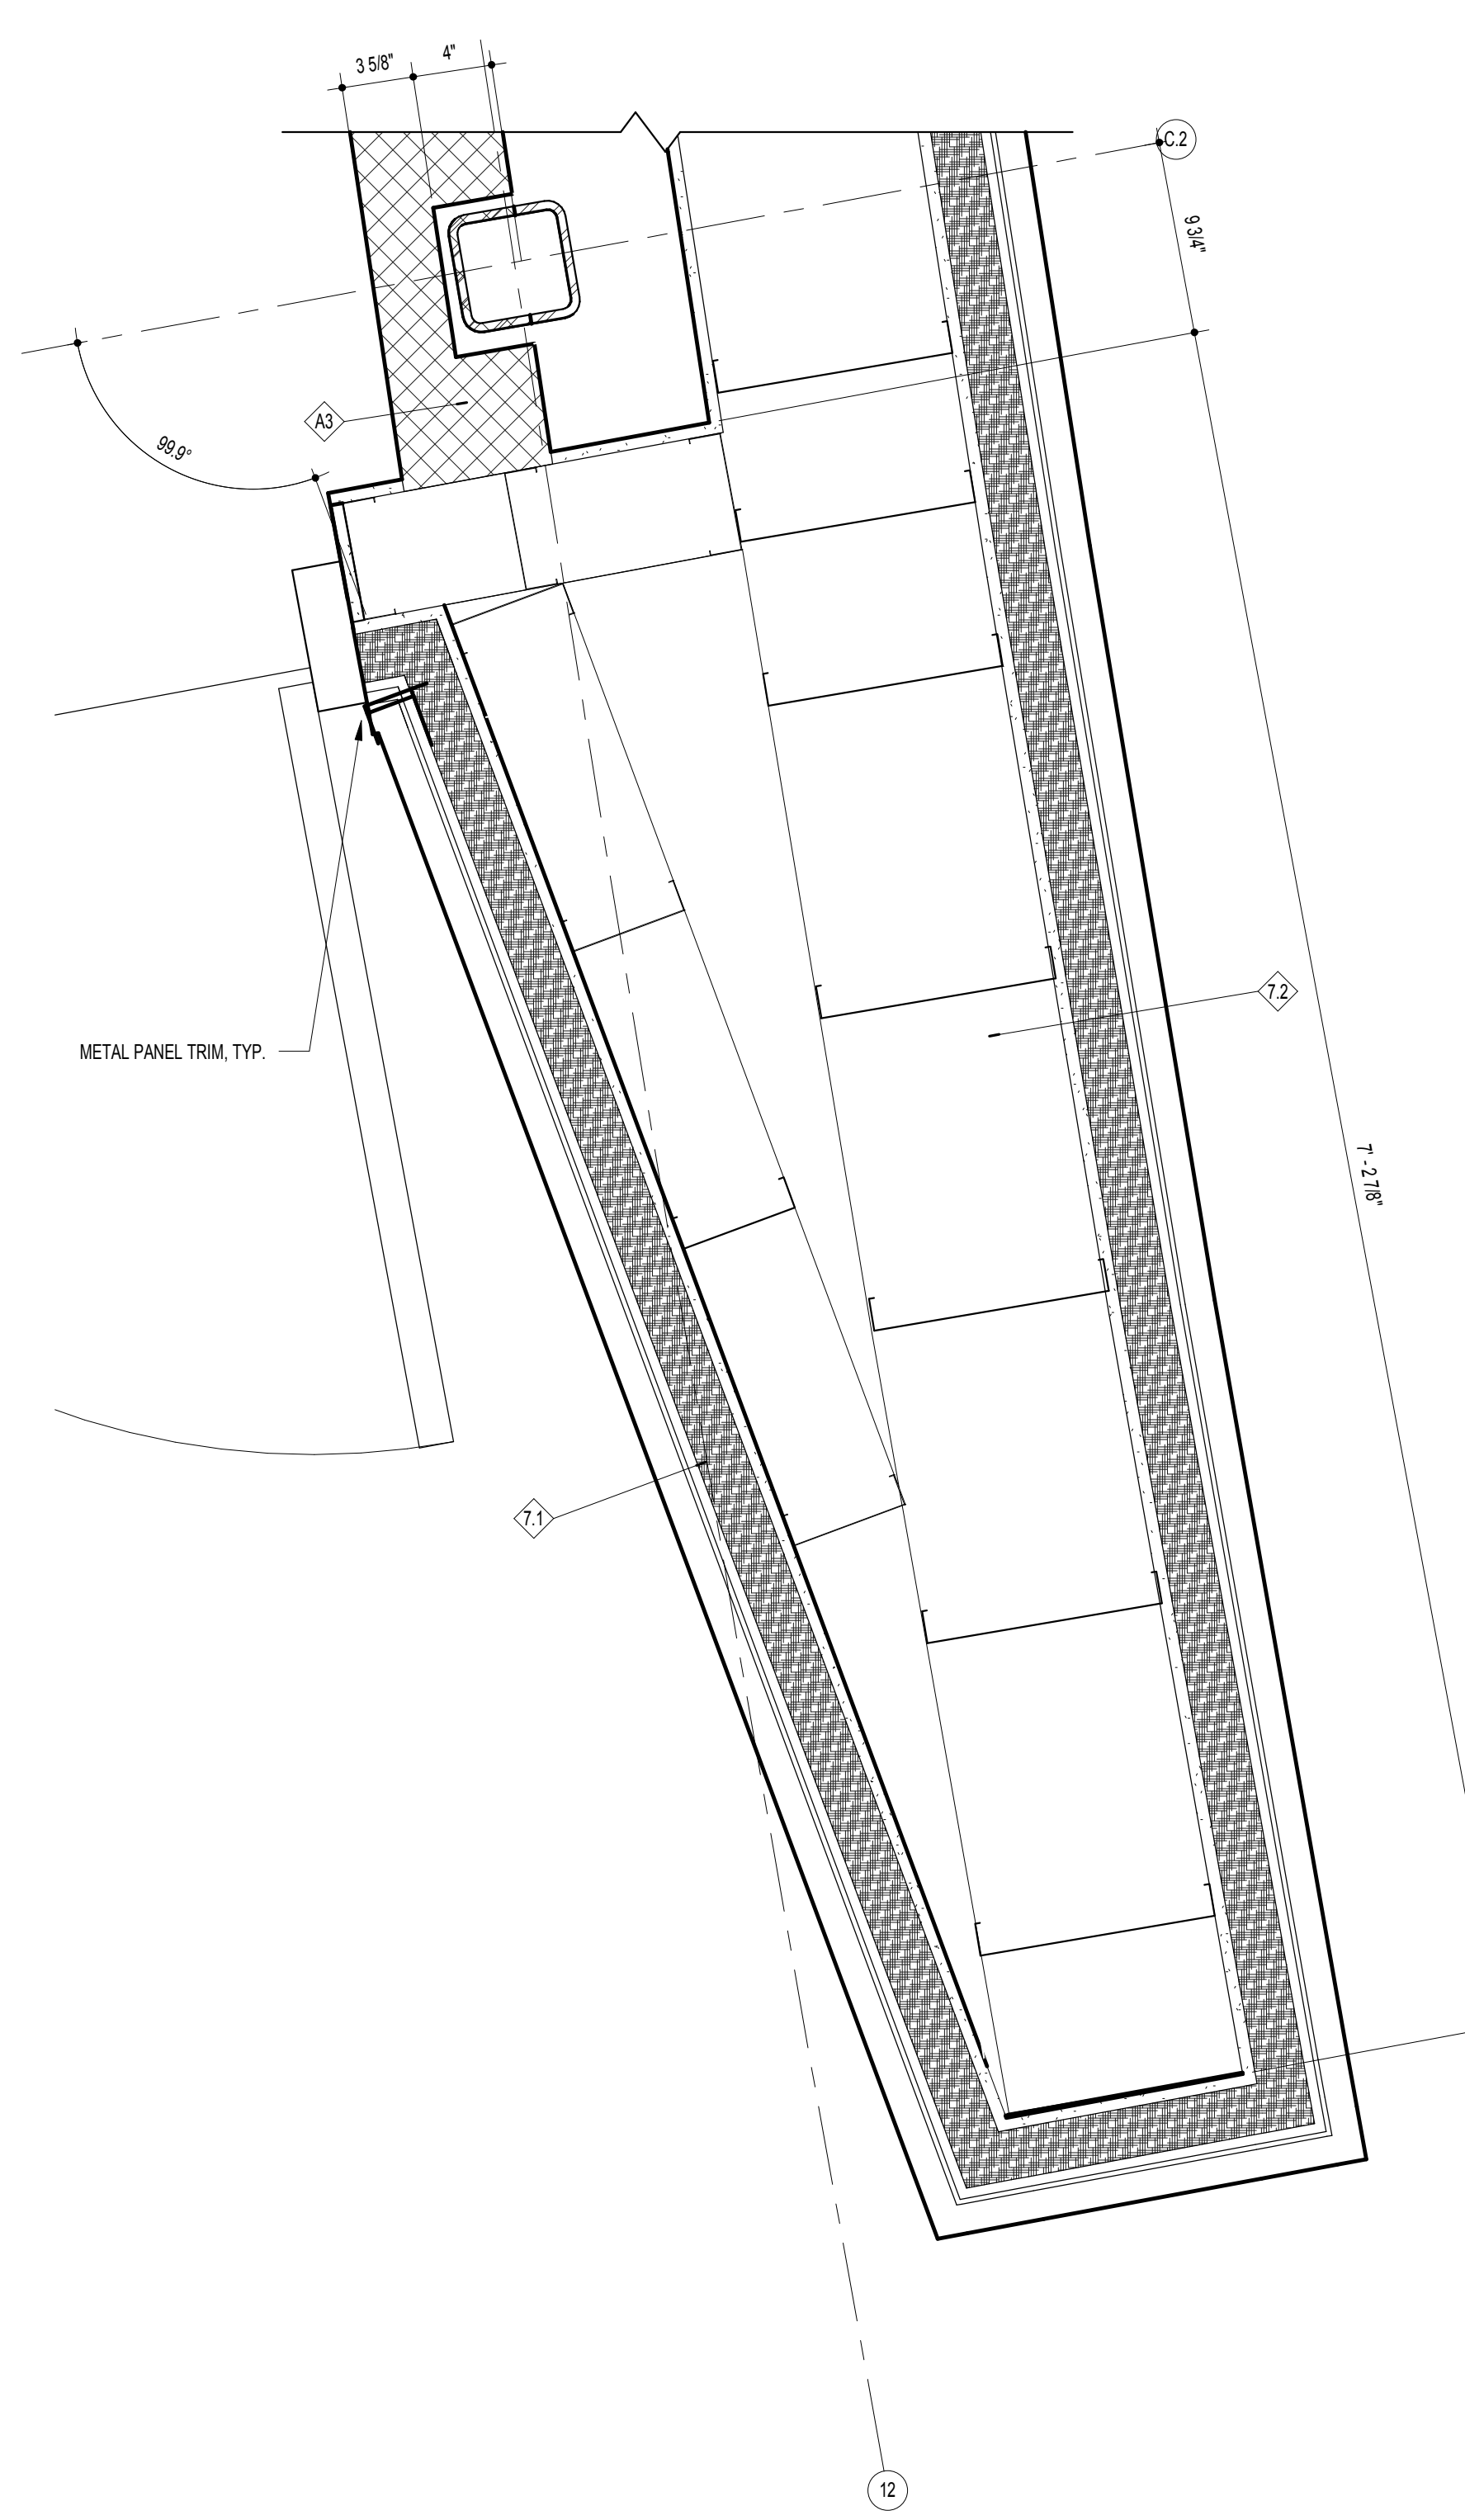 3 5/8"
4"
C.2
9 3/4"
A3
99.9°
7.2
METAL PANEL TRIM, TYP.
7' - 2 7/8"
7.1
12